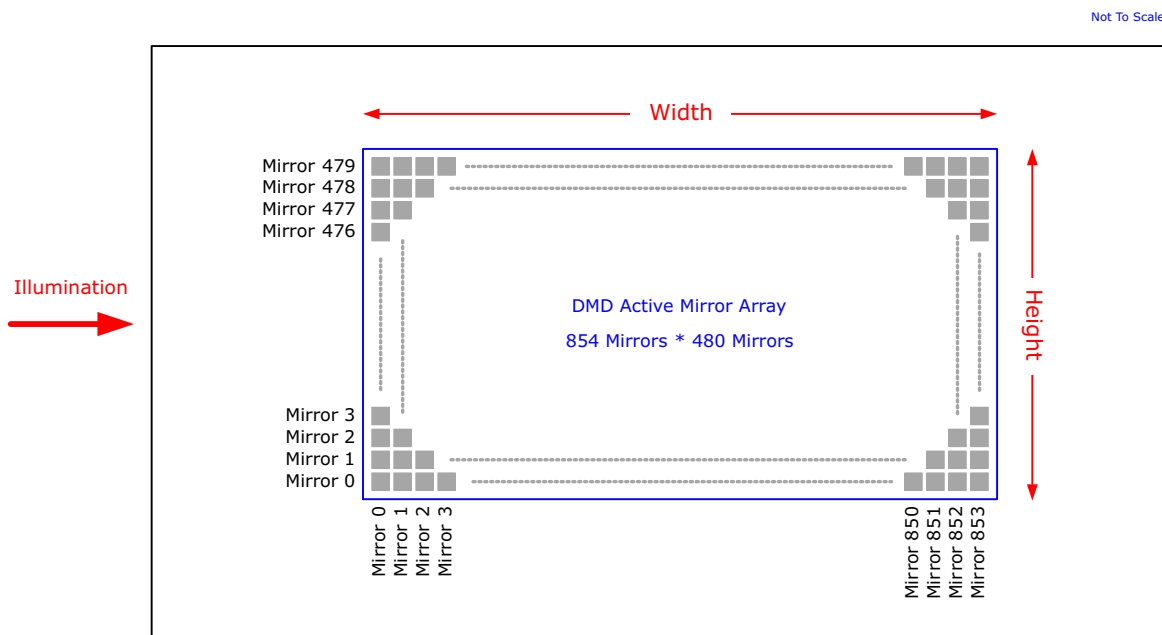 Not To Scale
Width
Mirror 479
Mirror 478
Mirror 477
Mirror 476
Illumination
DMD Active Mirror Array
854 Mirrors * 480 Mirrors
Height
Mirror 3
Mirror 2
Mirror 1
Mirror 0
Mirror 0
Mirror 1
Mirror 2
Mirror 3
Mirror 850
Mirror 851
Mirror 852
Mirror 853